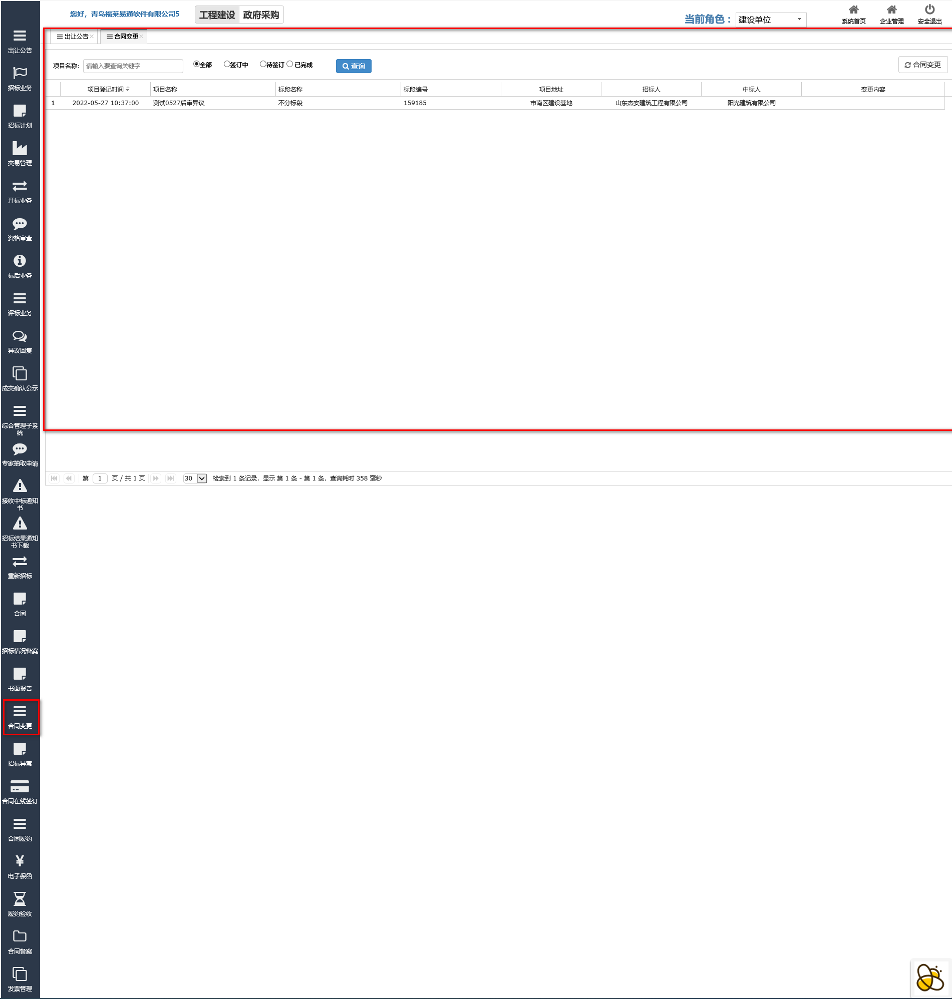 您好，青岛福莱易通软件有限公司5
工程建设 政府采购
当前角色： 建设单位
系统首页 企业管理 安全退出
出让公告 合同变更
项目名称： 请输入要查询关键字 全部 签订中 待签订 已完成 查询 合同变更
项目登记时间 项目名称 标段名称 标段编号 项目地址 招标人 中标人 变更内容
1 2022-05-27 10:37:00 测试0527后审异议 不分标段 159185 市南区建设基地 山东杰安建筑工程有限公司 阳光建筑有限公司
第 1 页 / 共 1 页 30 检索到 1 条记录，显示 第 1 条 - 第 1 条，查询耗时 358 毫秒
出让公告
招标业务
招标计划
交易管理
开标业务
资格审查
标后业务
评标业务
异议回复
成交确认公示
综合管理子系
统
专家抽取申请
接收中标通知
书
招标结果通知
书下载
重新招标
合同
招标情况备案
书面报告
合同变更
招标异常
合同在线签订
合同履约
电子保函
履约验收
合同备案
发票管理